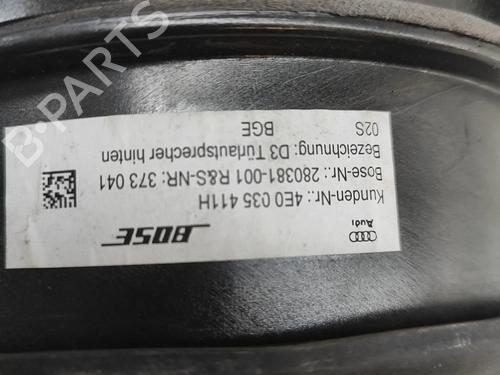 Audi
BOSE
Kunden-Nr.: 4E0 035 411H
Bose-Nr.: 280381-001 R&S-NR: 373 041
Bezeichnung: D3 Türlautsprecher hinten
BGE
02S
B-PARTS